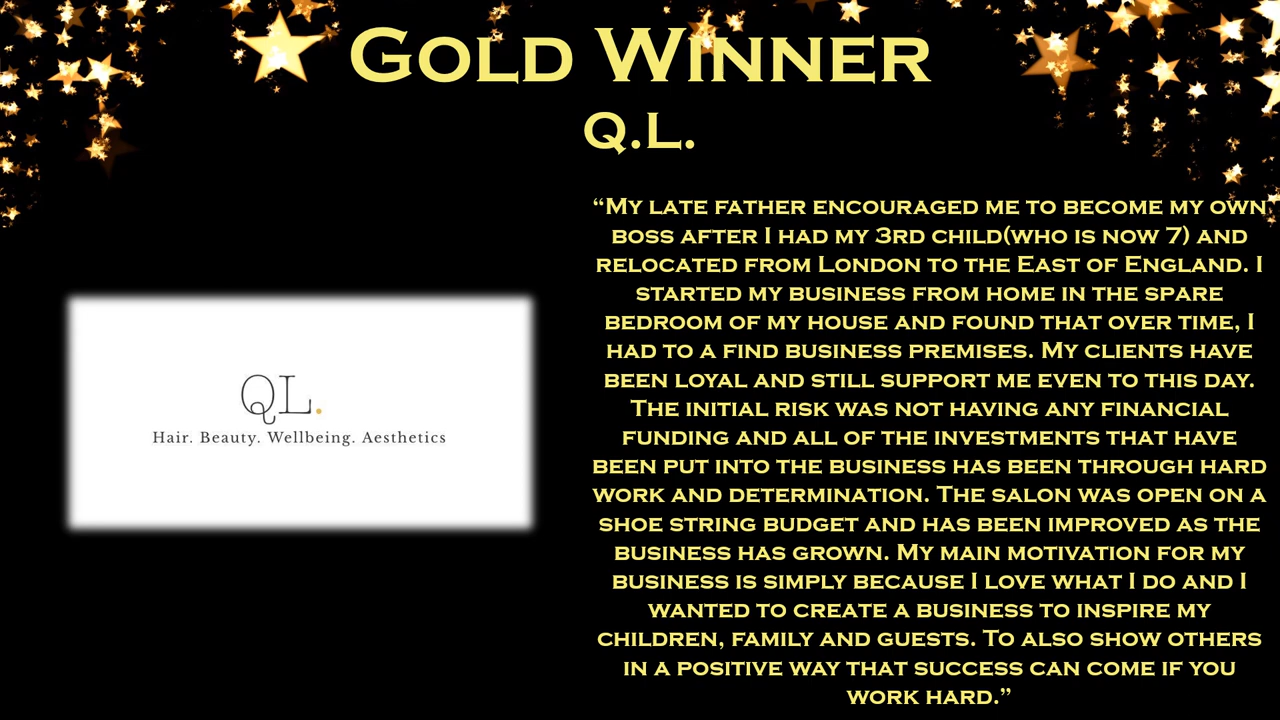 Gold Winner
Q.L.
“My late father encouraged me to become my own
boss after I had my 3rd child(who is now 7) and
relocated from London to the East of England. I
started my business from home in the spare
bedroom of my house and found that over time, I
had to a find business premises. My clients have
been loyal and still support me even to this day.
The initial risk was not having any financial
funding and all of the investments that have
been put into the business has been through hard
work and determination. The salon was open on a
shoe string budget and has been improved as the
business has grown. My main motivation for my
business is simply because I love what I do and I
wanted to create a business to inspire my
children, family and guests. To also show others
in a positive way that success can come if you
work hard.”
QL.
Hair. Beauty. Wellbeing. Aesthetics